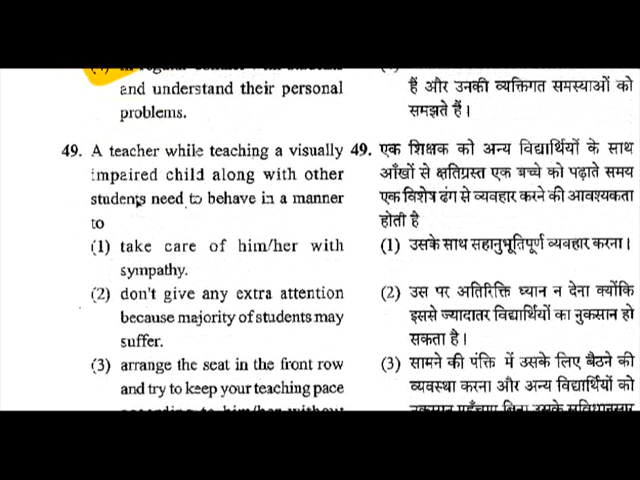 and understand their personal
problems.
49. A teacher while teaching a visually
impaired child along with other
students need to behave in a manner
to
(1) take care of him/her with
sympathy.
(2) don't give any extra attention
because majority of students may
suffer.
(3) arrange the seat in the front row
and try to keep your teaching pace
हैं और उनकी व्यक्तिगत समस्याओं को
समझते हैं।
49. एक शिक्षक को अन्य विद्यार्थियों के साथ
आँखों से क्षतिग्रस्त एक बच्चे को पढ़ाते समय
एक विशेष ढंग से व्यवहार करने की आवश्यकता
होती है
(1) उसके साथ सहानुभूतिपूर्ण व्यवहार करना।
(2) उस पर अतिरिक्ति ध्यान न देना क्योंकि
इससे ज्यादातर विद्यार्थियों का नुकसान हो
सकता है।
(3) सामने की पंक्ति में उसके लिए बैठने की
व्यवस्था करना और अन्य विद्यार्थियों को